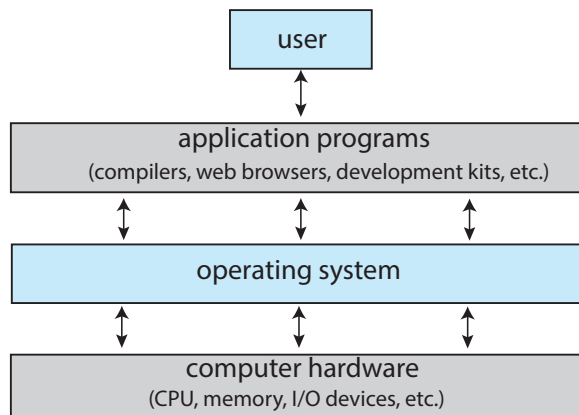 user
application programs
(compilers, web browsers, development kits, etc.)
operating system
computer hardware
(CPU, memory, I/O devices, etc.)